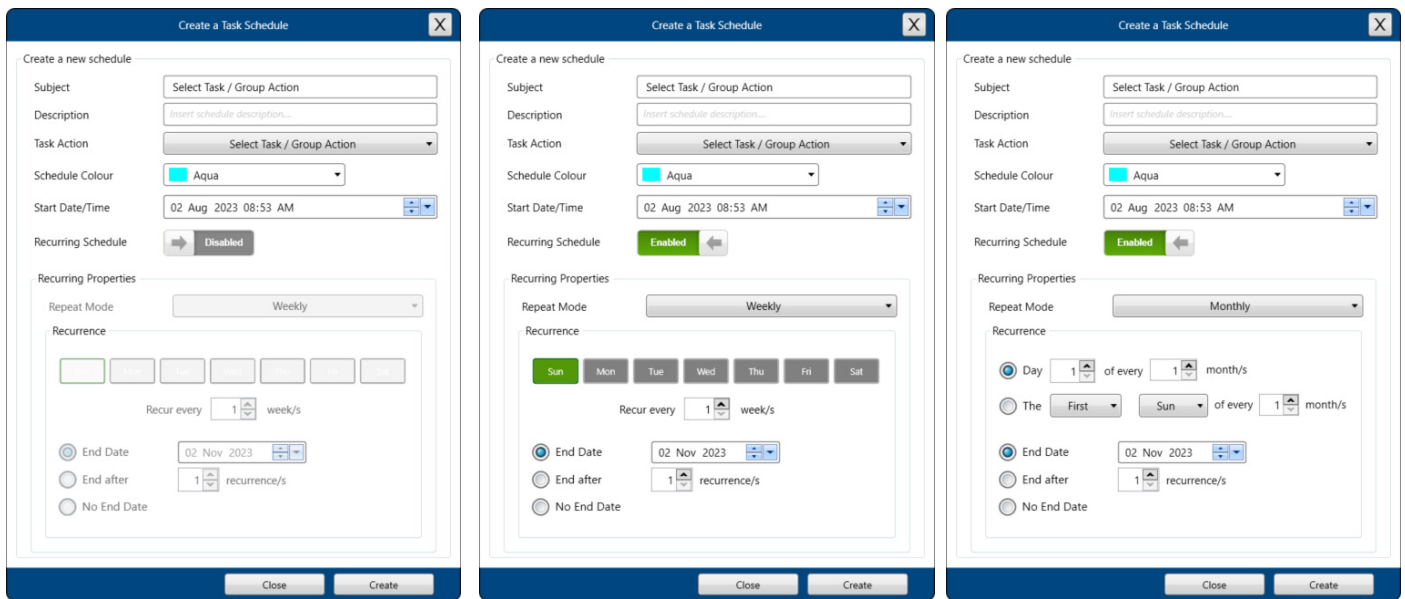 Create a Task Schedule X
Create a new schedule
Subject Select Task / Group Action
Description Insert schedule description....
Task Action Select Task / Group Action
Schedule Colour Aqua
Start Date/Time 02 Aug 2023 08:53 AM
Recurring Schedule Disabled
Recurring Properties
Repeat Mode Weekly
Recurrence
Sun Mon Tue Wed Thu Fri Sat
Recur every 1 week/s
End Date 02 Nov 2023
End after 1 recurrence/s
No End Date
Close Create
Create a Task Schedule X
Create a new schedule
Subject Select Task / Group Action
Description Insert schedule description....
Task Action Select Task / Group Action
Schedule Colour Aqua
Start Date/Time 02 Aug 2023 08:53 AM
Recurring Schedule Enabled
Recurring Properties
Repeat Mode Weekly
Recurrence
Sun Mon Tue Wed Thu Fri Sat
Recur every 1 week/s
End Date 02 Nov 2023
End after 1 recurrence/s
No End Date
Close Create
Create a Task Schedule X
Create a new schedule
Subject Select Task / Group Action
Description Insert schedule description....
Task Action Select Task / Group Action
Schedule Colour Aqua
Start Date/Time 02 Aug 2023 08:53 AM
Recurring Schedule Enabled
Recurring Properties
Repeat Mode Monthly
Recurrence
Day 1 of every 1 month/s
The First Sun of every 1 month/s
End Date 02 Nov 2023
End after 1 recurrence/s
No End Date
Close Create